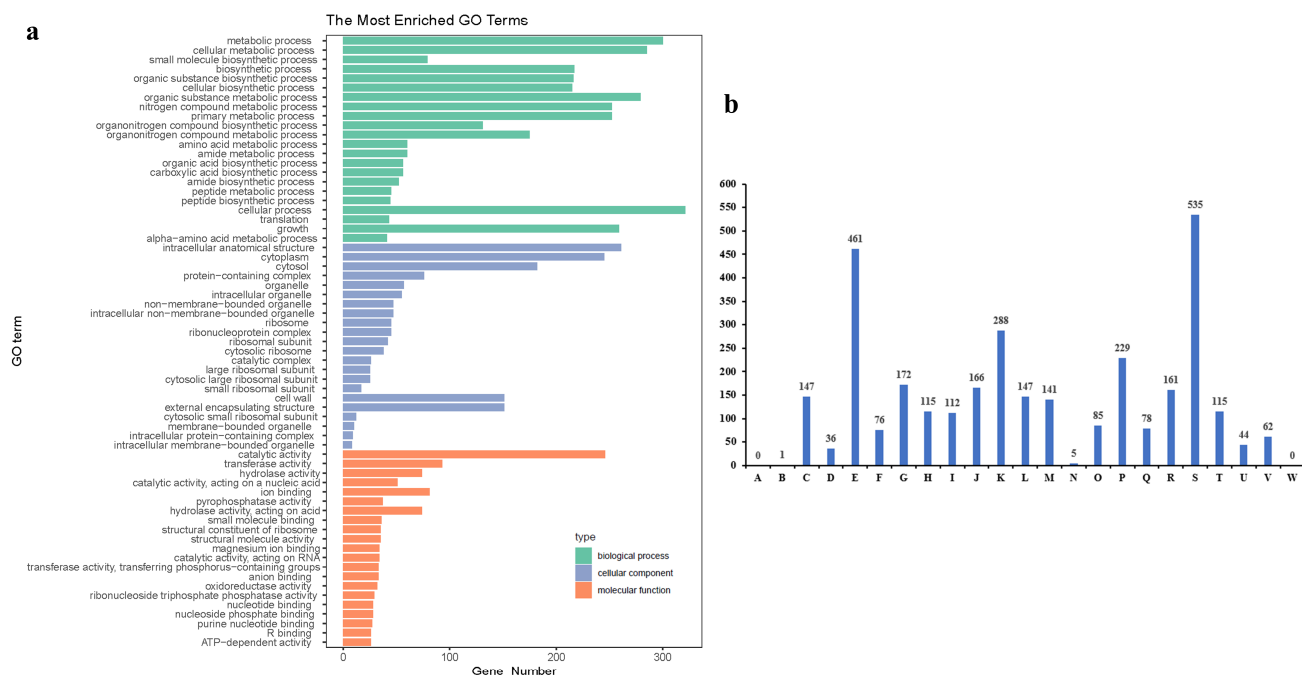 a
The Most Enriched GO Terms
metabolic process
cellular metabolic process
small molecule biosynthetic process
biosynthetic process
organic substance biosynthetic process
cellular biosynthetic process
organic substance metabolic process
nitrogen compound metabolic process
primary metabolic process
organonitrogen compound biosynthetic process
organonitrogen compound metabolic process
amino acid metabolic process
amide metabolic process
organic acid biosynthetic process
carboxylic acid biosynthetic process
amide biosynthetic process
peptide metabolic process
peptide biosynthetic process
cellular process
translation
growth
alpha−amino acid metabolic process
intracellular anatomical structure
cytoplasm
cytosol
protein−containing complex
organelle
intracellular organelle
non−membrane−bounded organelle
intracellular non−membrane−bounded organelle
ribosome
ribonucleoprotein complex
ribosomal subunit
cytosolic ribosome
catalytic complex
large ribosomal subunit
cytosolic large ribosomal subunit
small ribosomal subunit
cell wall
external encapsulating structure
cytosolic small ribosomal subunit
membrane−bounded organelle
intracellular protein−containing complex
intracellular membrane−bounded organelle
catalytic activity
transferase activity
hydrolase activity
catalytic activity, acting on a nucleic acid
ion binding
pyrophosphatase activity
hydrolase activity, acting on acid
small molecule binding
structural constituent of ribosome
structural molecule activity
magnesium ion binding
catalytic activity, acting on RNA
transferase activity, transferring phosphorus−containing groups
anion binding
oxidoreductase activity
ribonucleoside triphosphate phosphatase activity
nucleotide binding
nucleoside phosphate binding
purine nucleotide binding
R binding
ATP−dependent activity
GO term
0 100 200 300
Gene_Number
type
biological process
cellular component
molecular function
b
600
550
500
450
400
350
300
250
200
150
100
50
0
0 1 147 36 461 76 172 115 112 166 288 147 141 5 85 229 78 161 535 115 44 62 0
A B C D E F G H I J K L M N O P Q R S T U V W